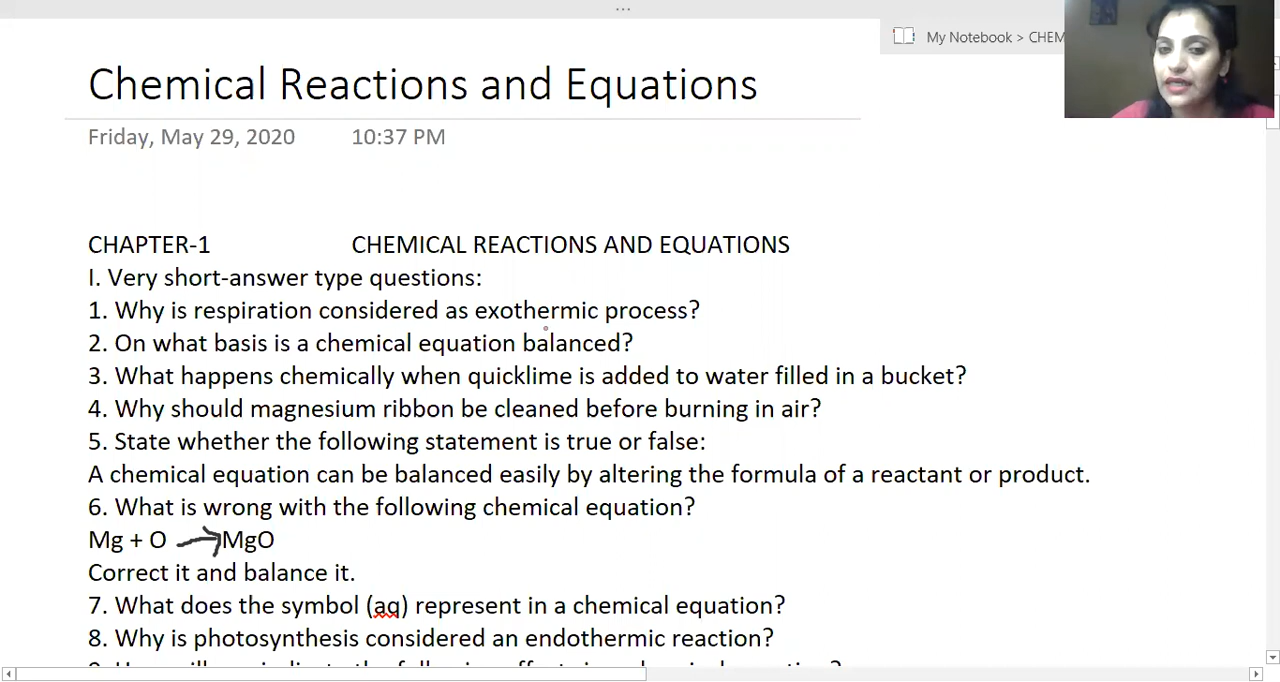 ...
My Notebook > CHEM
Chemical Reactions and Equations
Friday, May 29, 2020 10:37 PM
CHAPTER-1 CHEMICAL REACTIONS AND EQUATIONS
I. Very short-answer type questions:
1. Why is respiration considered as exothermic process?
2. On what basis is a chemical equation balanced?
3. What happens chemically when quicklime is added to water filled in a bucket?
4. Why should magnesium ribbon be cleaned before burning in air?
5. State whether the following statement is true or false:
A chemical equation can be balanced easily by altering the formula of a reactant or product.
6. What is wrong with the following chemical equation?
Mg + O → MgO
Correct it and balance it.
7. What does the symbol (aq) represent in a chemical equation?
8. Why is photosynthesis considered an endothermic reaction?